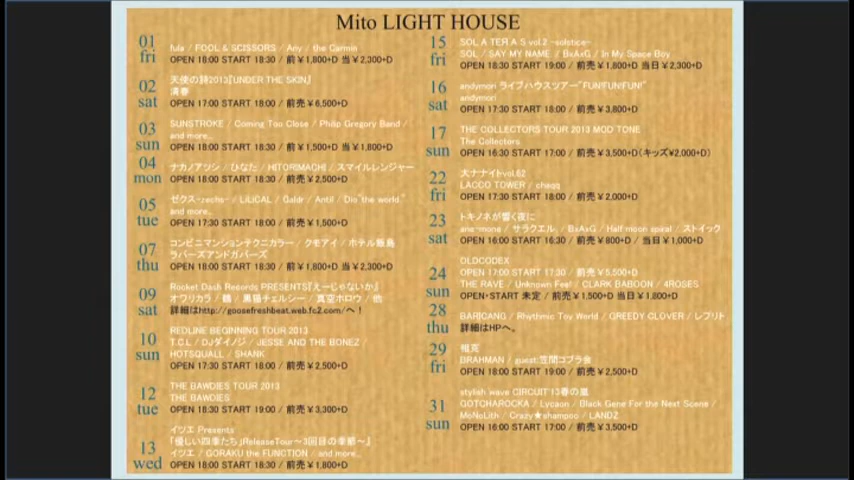 Mito LIGHT HOUSE
01
fri
fula / FOOL & SCISSORS / Any / the Carmin
OPEN 18:00 START 18:30 / 前¥1,800+D 当¥2,300+D
02
sat
天使の詩2013『UNDER THE SKIN』
清春
OPEN 17:00 START 18:00 / 前売¥6,500+D
03
sun
SUNSTROKE / Coming Too Close / Philip Gregory Band /
and more...
OPEN 18:00 START 18:30 / 前¥1,500+D 当¥1,800+D
04
mon
ナカノアツシ / ひなた / HITORIMACHI / スマイルレンジャー
OPEN 18:00 START 18:30 / 前売¥2,500+D
05
tue
ゼクス-zechs- / LiLiCAL / Galdr / Antil / Dis"the world."
and more..
OPEN 17:30 START 18:00 / 前売¥1,500+D
07
thu
コンビニマンションテクニカラー / クモアイ / ホテル飯島
ラバーズアンドガバーズ
OPEN 18:00 START 18:30 / 前¥1,800+D 当¥2,300+D
09
sat
Rocket Dash Records PRESENTS『えーじゃないか』
オワリカラ / 鶴 / 黒猫チェルシー / 真空ホロウ / 他
詳細はhttp://goosefreshbeat.web.fc2.com/へ!
10
sun
REDLINE BEGINNING TOUR 2013
T.C.L / DJダイノジ / JESSE AND THE BONEZ /
HOTSQUALL / SHANK
OPEN 17:30 START 18:00 / 前売¥2,500+D
12
tue
THE BAWDIES TOUR 2013
THE BAWDIES
OPEN 18:30 START 19:00 / 前¥3,300+D
13
wed
イツエ Presents
「優しい四季たち」ReleaseTour~3回目の季節~』
イツエ / GORAKU the FUNCTION / and more...
OPEN 18:00 START 18:30 / 前¥1,800+D
15
fri
SOL A TEЯ A S vol.2 -solstice-
SOL / SAY MY NAME / BxAxG / In My Space Boy
OPEN 18:30 START 19:00 / 前売¥1,800+D 当日¥2,300+D
16
sat
andymori ライブハウスツアー"FUN!FUN!FUN!"
andymori
OPEN 17:30 START 18:00 / 前売¥3,800+D
17
sun
THE COLLECTORS TOUR 2013 MOD TONE
The Collectors
OPEN 16:30 START 17:00 / 前売¥3,500+D(キッズ¥2,000+D)
22
fri
大ナナイトvol.62
LACCO TOWER / chaqq
OPEN 17:30 START 18:00 / 前売¥2,000+D
23
sat
トキノネが響く夜に
ana-mone / サラクエル. / BxAxG / Half moon spiral / ストイック
OPEN 16:00 START 16:30 / 前売¥800+D / 当日¥1,000+D
24
sun
OLDCODEX
OPEN 17:00 START 17:30 / 前売¥5,500+D
THE RAVE / Unknown Feel / CLARK BABOON / 4ROSES
OPEN・START 未定 / 前売¥1,500+D 当日¥1,800+D
28
thu
BARICANG / Rhythmic Toy World / GREEDY CLOVER / レプリト
詳細はHPへ。
29
fri
相克
BRAHMAN / guest:笠間コブラ会
OPEN 18:00 START 19:00 / 前売¥2,500+D
31
sun
stylish wave CIRCUIT'13春の嵐
GOTCHAROCKA / Lycaon / Black Gene For the Next Scene /
MoNoLith / Crazy★shampoo / LANDZ
OPEN 16:00 START 17:00 / 前売¥3,500+D